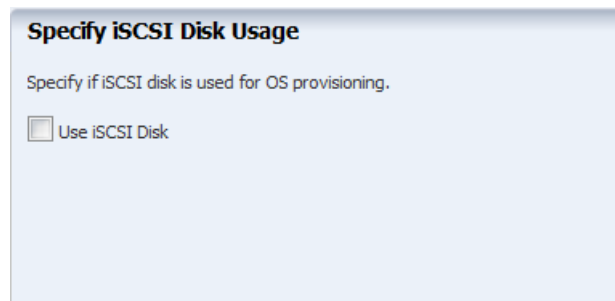 Specify iSCSI Disk Usage
Specify if iSCSI disk is used for OS provisioning.
Use iSCSI Disk